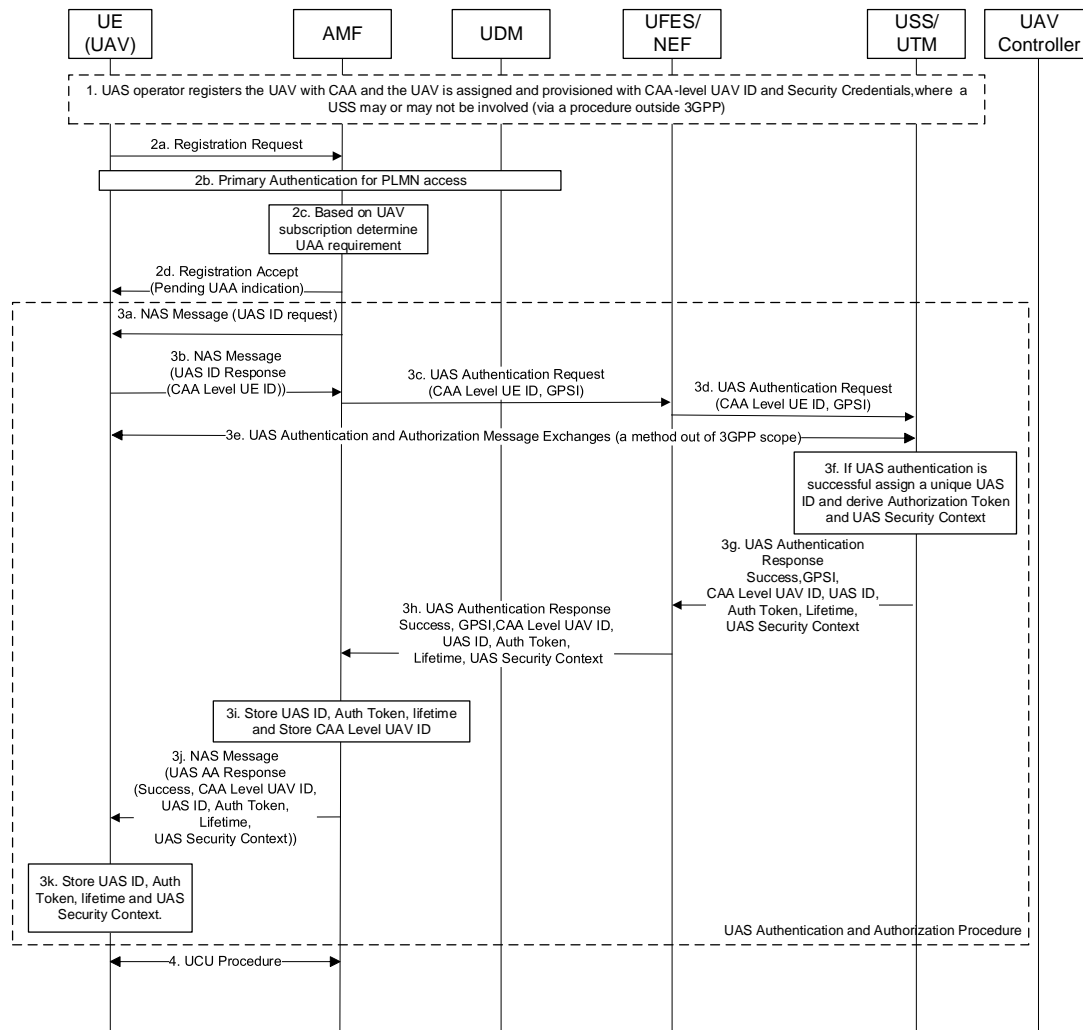 UE
(UAV)
AMF
UDM
UFES/
NEF
USS/
UTM
UAV
Controller
1. UAS operator registers the UAV with CAA and the UAV is assigned and provisioned with CAA-level UAV ID and Security Credentials,where a
USS may or may not be involved (via a procedure outside 3GPP)
2a. Registration Request
2b. Primary Authentication for PLMN access
2c. Based on UAV
subscription determine
UAA requirement
2d. Registration Accept
(Pending UAA indication)
3a. NAS Message (UAS ID request)
3b. NAS Message
(UAS ID Response
(CAA Level UE ID))
3c. UAS Authentication Request
(CAA Level UE ID, GPSI)
3d. UAS Authentication Request
(CAA Level UE ID, GPSI)
3e. UAS Authentication and Authorization Message Exchanges (a method out of 3GPP scope)
3f. If UAS authentication is
successful assign a unique UAS
ID and derive Authorization Token
and UAS Security Context
3g. UAS Authentication
Response
Success,GPSI,
CAA Level UAV ID, UAS ID,
Auth Token, Lifetime,
UAS Security Context
3h. UAS Authentication Response
Success, GPSI,CAA Level UAV ID,
UAS ID, Auth Token,
Lifetime, UAS Security Context
3i. Store UAS ID, Auth Token, lifetime
and Store CAA Level UAV ID
3j. NAS Message
(UAS AA Response
(Success, CAA Level UAV ID,
UAS ID, Auth Token,
Lifetime,
UAS Security Context))
3k. Store UAS ID, Auth
Token, lifetime and UAS
Security Context.
UAS Authentication and Authorization Procedure
4. UCU Procedure